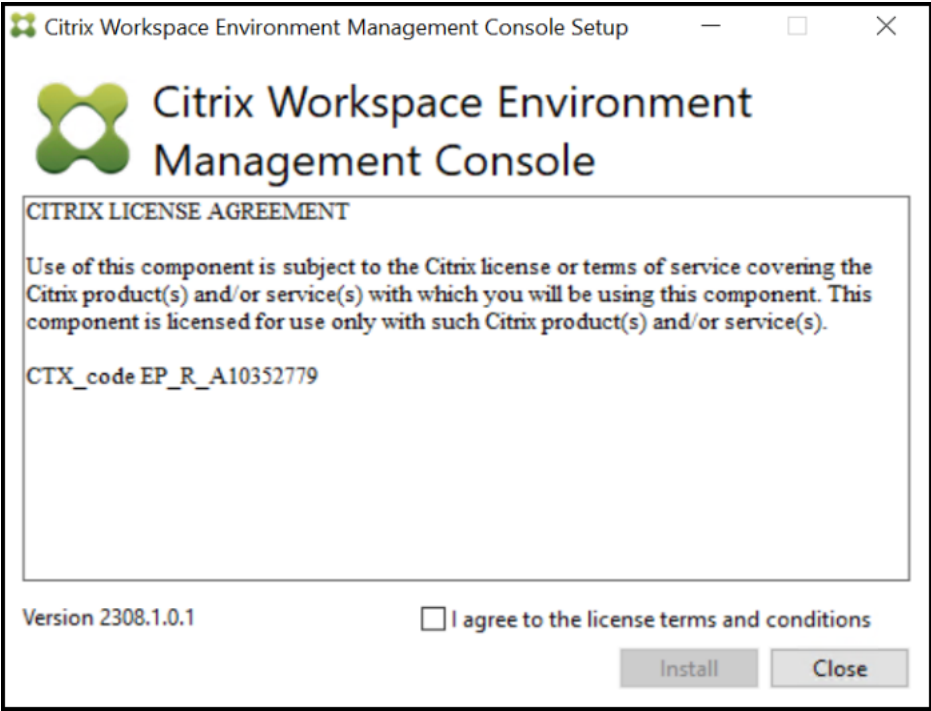 Citrix Workspace Environment Management Console Setup
Citrix Workspace Environment
Management Console
CITRIX LICENSE AGREEMENT
Use of this component is subject to the Citrix license or terms of service covering the
Citrix product(s) and/or service(s) with which you will be using this component. This
component is licensed for use only with such Citrix product(s) and/or service(s).
CTX_code EP_R_A10352779
Version 2308.1.0.1
I agree to the license terms and conditions
Install
Close